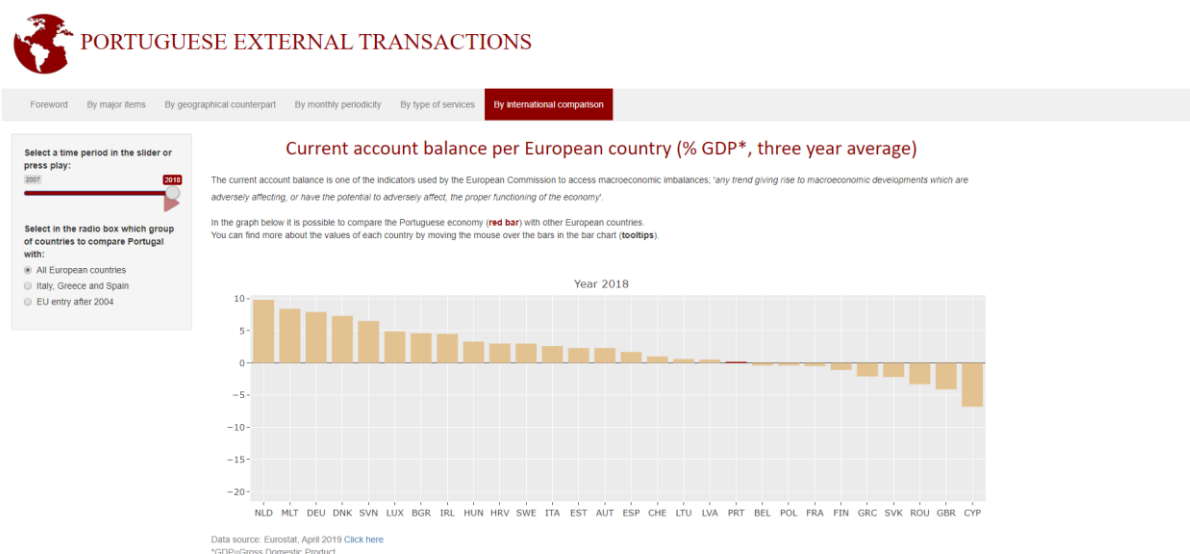 PORTUGUESE EXTERNAL TRANSACTIONS
Foreword By major items By geographical counterpart By monthly periodicity By type of services By international comparison
Select a time period in the slider or
press play:
2007 2018
Select in the radio box which group
of countries to compare Portugal
with:
All European countries
Italy, Greece and Spain
EU entry after 2004
Current account balance per European country (% GDP*, three year average)
The current account balance is one of the indicators used by the European Commission to access macroeconomic imbalances; 'any trend giving rise to macroeconomic developments which are
adversely affecting, or have the potential to adversely affect, the proper functioning of the economy'.
In the graph below it is possible to compare the Portuguese economy (red bar) with other European countries.
You can find more about the values of each country by moving the mouse over the bars in the bar chart (tooltips).
Year 2018
10
5
0
−5
−10
−15
−20
NLD MLT DEU DNK SVN LUX BGR IRL HUN HRV SWE ITA EST AUT ESP CHE LTU LVA PRT BEL POL FRA FIN GRC SVK ROU GBR CYP
Data source: Eurostat, April 2019 Click here
*GDP=Gross Domestic Product